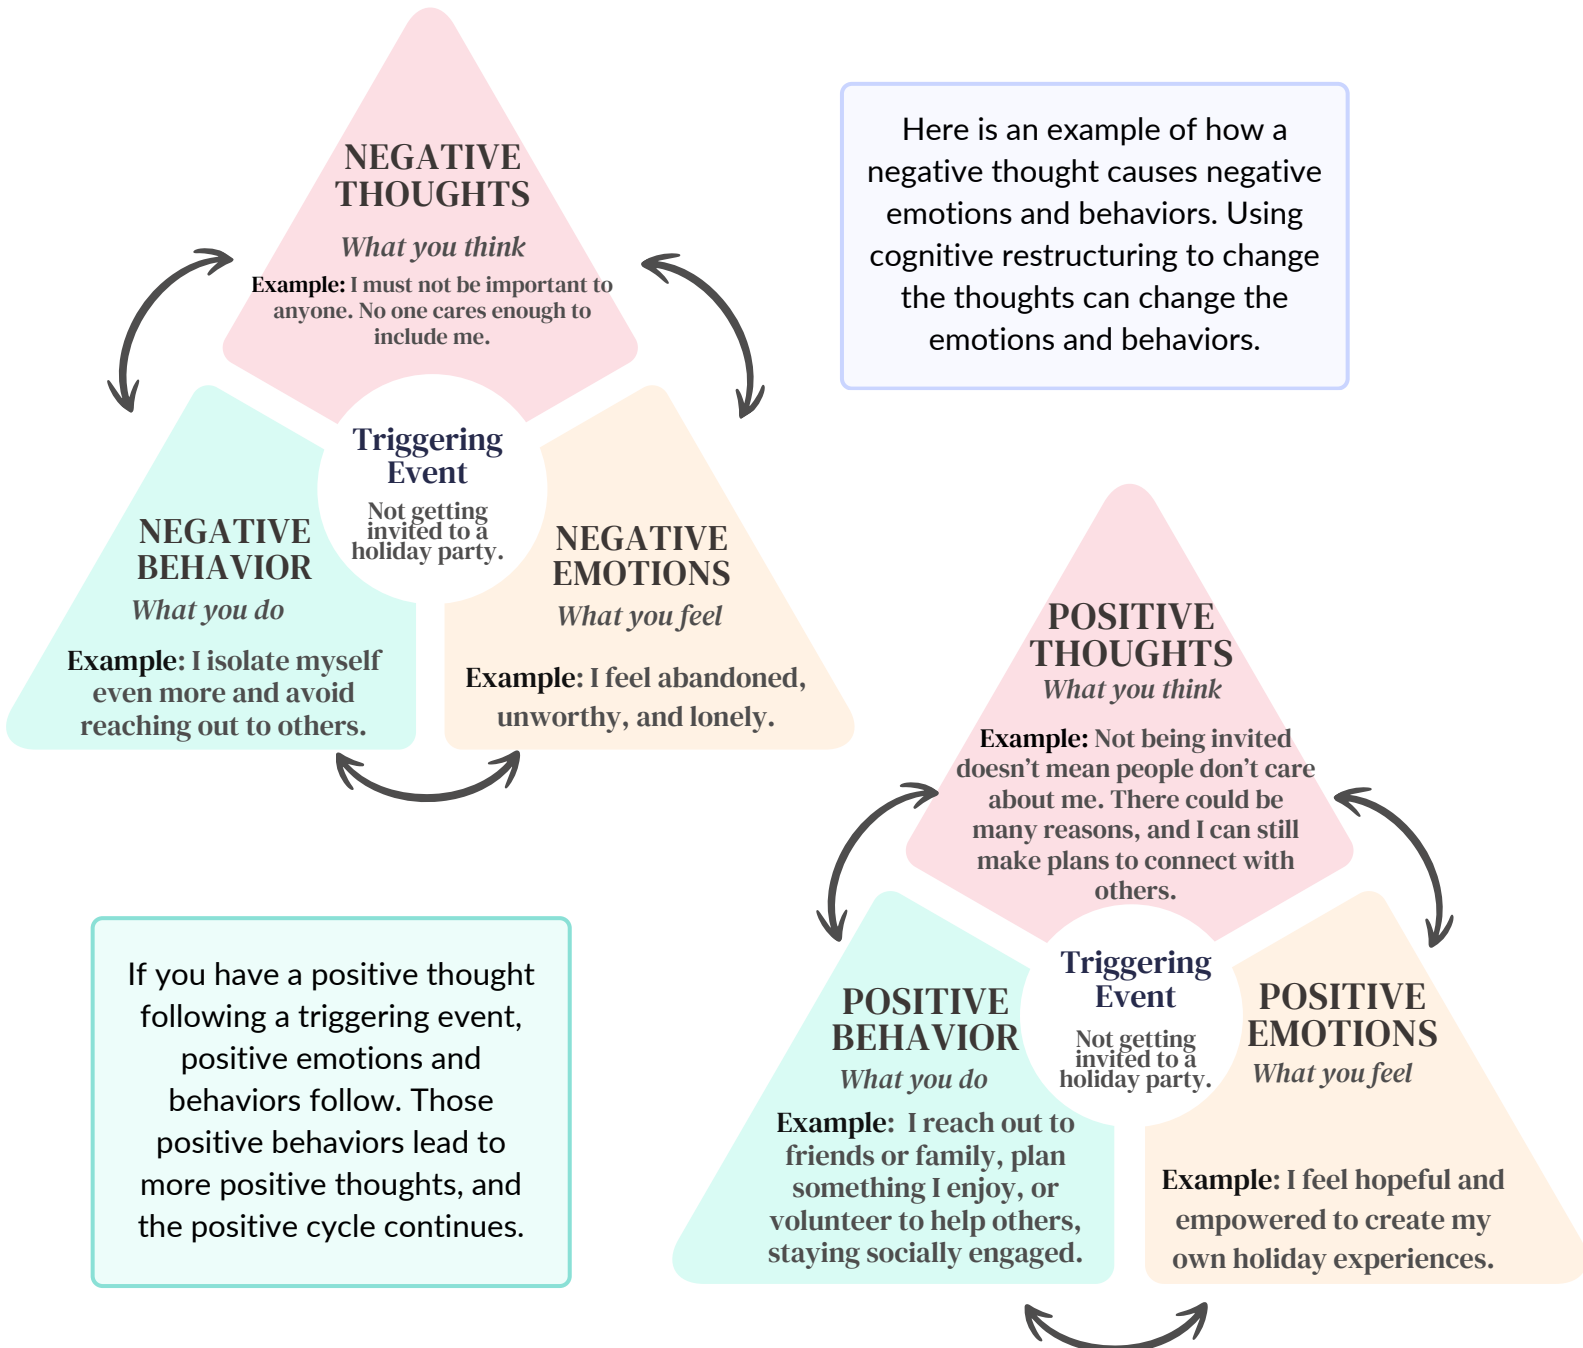 NEGATIVE
THOUGHTS
What you think
Example: I must not be important to
anyone. No one cares enough to
include me.
Here is an example of how a
negative thought causes negative
emotions and behaviors. Using
cognitive restructuring to change
the thoughts can change the
emotions and behaviors.
Triggering
Event
Not getting
invited to a
holiday party.
NEGATIVE
BEHAVIOR
What you do
Example: I isolate myself
even more and avoid
reaching out to others.
NEGATIVE
EMOTIONS
What you feel
Example: I feel abandoned,
unworthy, and lonely.
POSITIVE
THOUGHTS
What you think
Example: Not being invited
doesn’t mean people don’t care
about me. There could be
many reasons, and I can still
make plans to connect with
others.
If you have a positive thought
following a triggering event,
positive emotions and
behaviors follow. Those
positive behaviors lead to
more positive thoughts, and
the positive cycle continues.
Triggering
Event
Not getting
invited to a
holiday party.
POSITIVE
BEHAVIOR
What you do
Example: I reach out to
friends or family, plan
something I enjoy, or
volunteer to help others,
staying socially engaged.
POSITIVE
EMOTIONS
What you feel
Example: I feel hopeful and
empowered to create my
own holiday experiences.